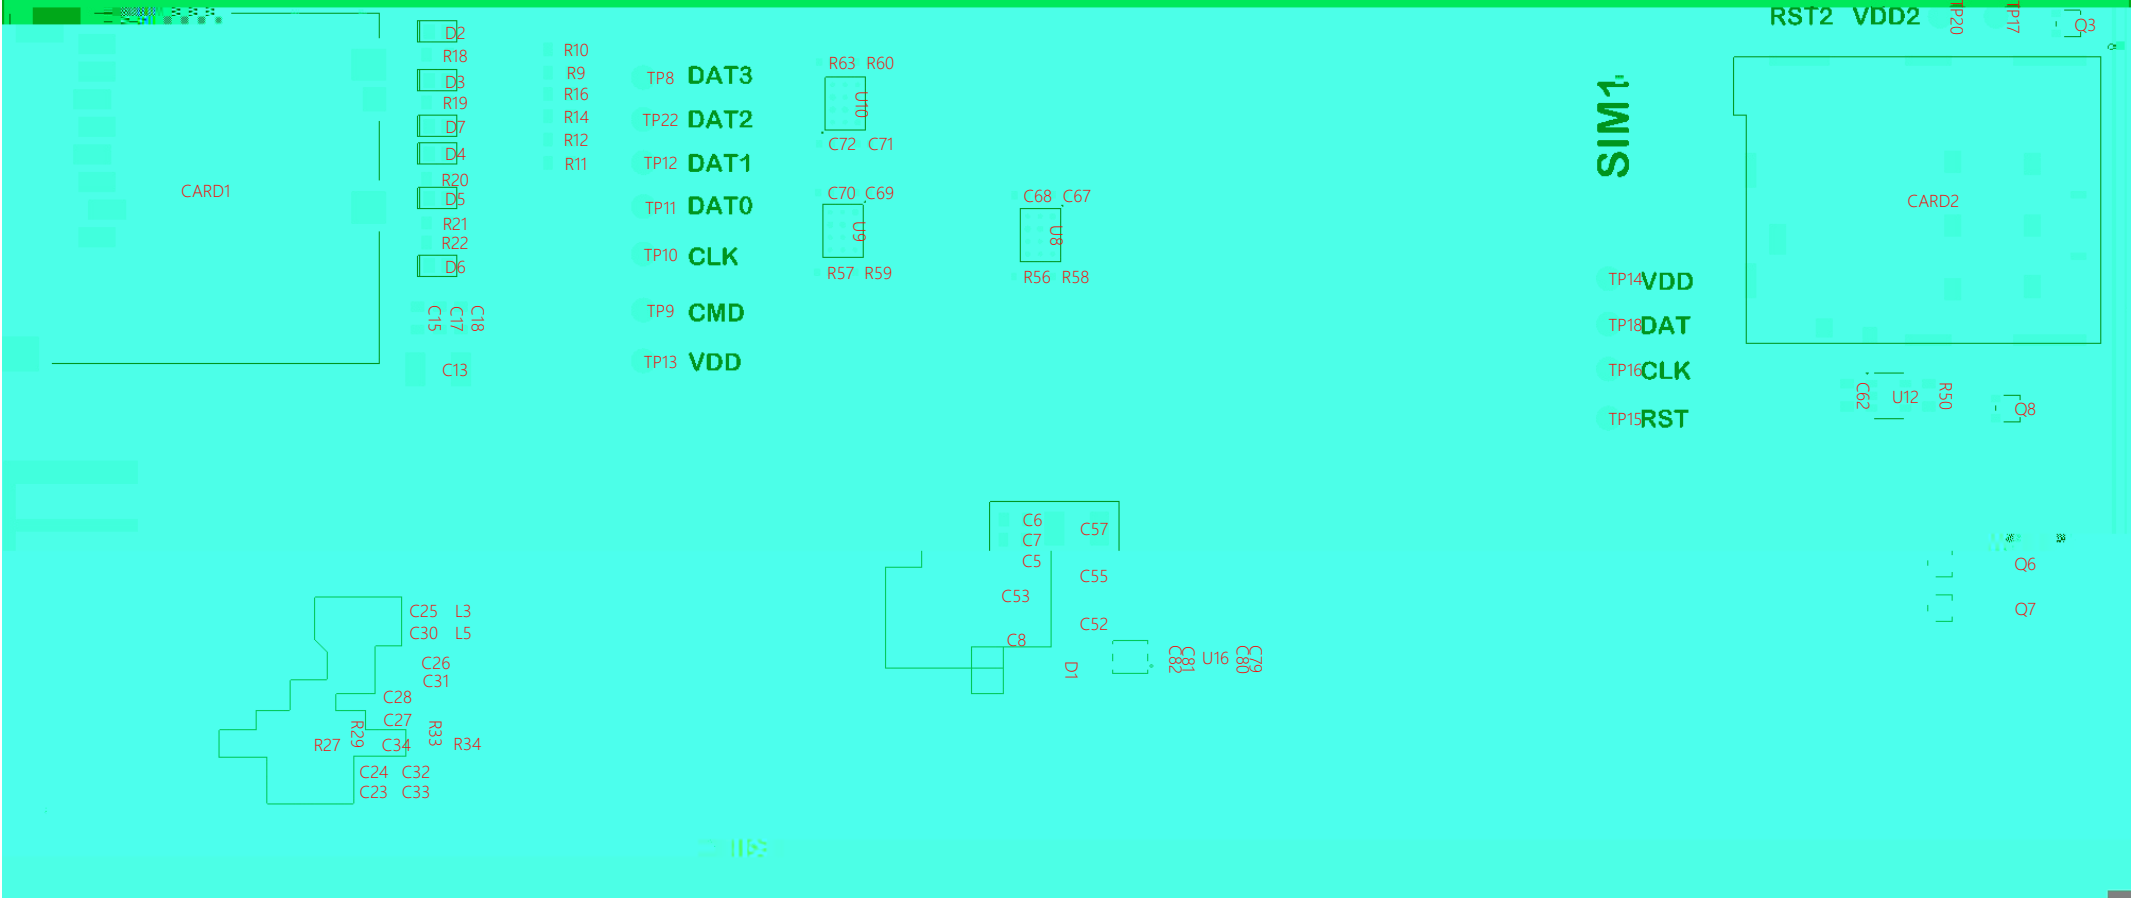 RST2 VDD2 TP20 TP17 Q3
D2
R18
D3
R19
D7
D4
R20
D5
R21
R22
D6
C15 C17 C18
C13
CARD1
R10
R9
R16
R14
R12
R11
TP8 DAT3
TP22 DAT2
TP12 DAT1
TP11 DAT0
TP10 CLK
TP9 CMD
TP13 VDD
R63 R60
U10
C72 C71
C70 C69
U9
R57 R59
C68 C67
U8
R56 R58
SIM1
CARD2
TP14 VDD
TP18 DAT
TP16 CLK
TP15 RST
C62 U12 R50 Q8
C6 C57
C7
C5
C55
C53
C52
C8
D1 C82 C81 U16 C80 C79
Q6
Q7
C25 L3
C30 L5
C26
C31
C28
C27
R27 R29 C34 R33 R34
C24 C32
C23 C33